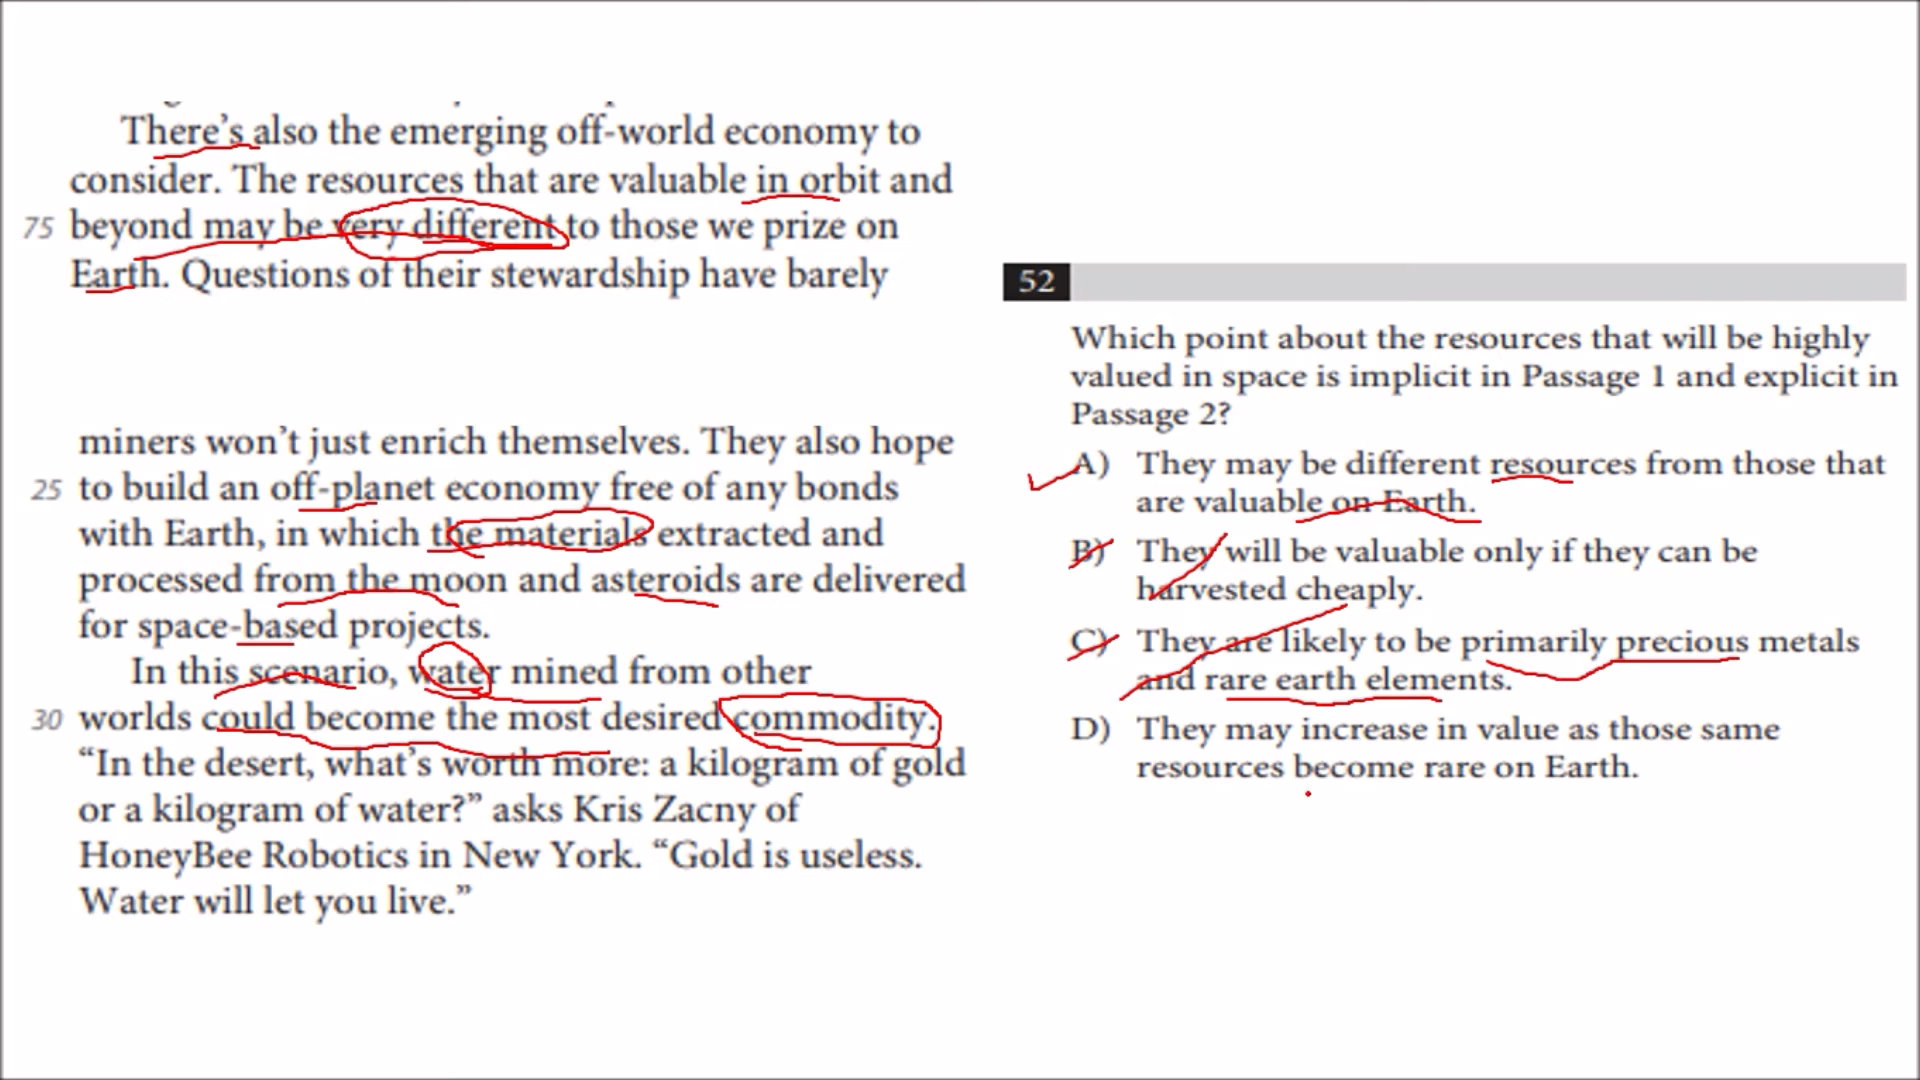 There's also the emerging off-world economy to
consider. The resources that are valuable in orbit and
75 beyond may be very different to those we prize on
Earth. Questions of their stewardship have barely
miners won't just enrich themselves. They also hope
25 to build an off-planet economy free of any bonds
with Earth, in which the materials extracted and
processed from the moon and asteroids are delivered
for space-based projects.
In this scenario, water mined from other
30 worlds could become the most desired commodity.
“In the desert, what's worth more: a kilogram of gold
or a kilogram of water?” asks Kris Zacny of
HoneyBee Robotics in New York. “Gold is useless.
Water will let you live.”
52
Which point about the resources that will be highly
valued in space is implicit in Passage 1 and explicit in
Passage 2?
A) They may be different resources from those that
are valuable on Earth.
B) They will be valuable only if they can be
harvested cheaply.
C) They are likely to be primarily precious metals
and rare earth elements.
D) They may increase in value as those same
resources become rare on Earth.